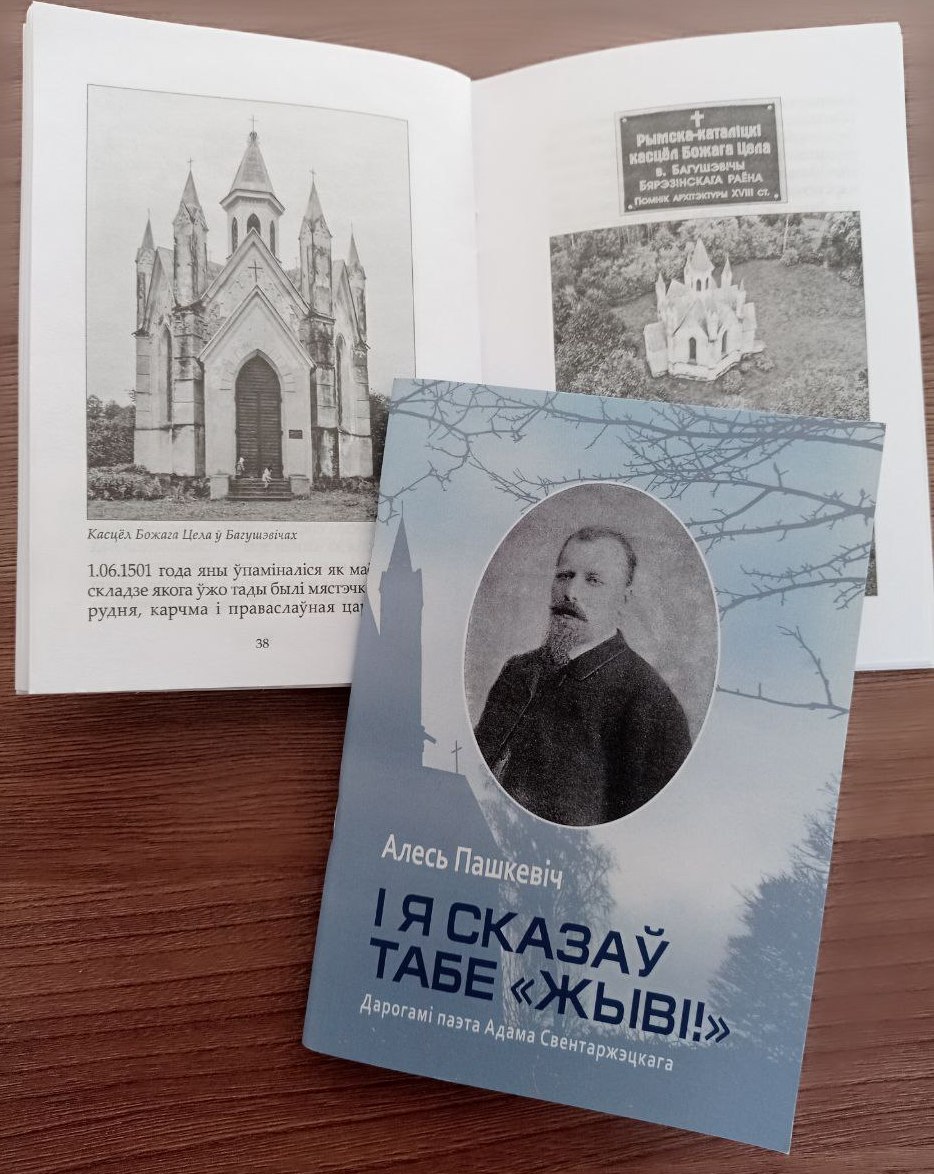 Касцёл Божага Цела ў Багушэвічах
1.06.1501 года яны ўпаміналіся як
складзе якога ўжо тады былі
рудня, карчма і праваслаўная
38
Рымска-каталіцкі
касцёл Божага Цела
в. Багушэвічы
Бярэзінскага раёна
Помнік архітэктуры XVIII ст.
Алесь Пашкевіч
І Я СКАЗАЎ
ТАБЕ «ЖЫВІ!»
Дарогамі паэта Адама Свентаржэцкага